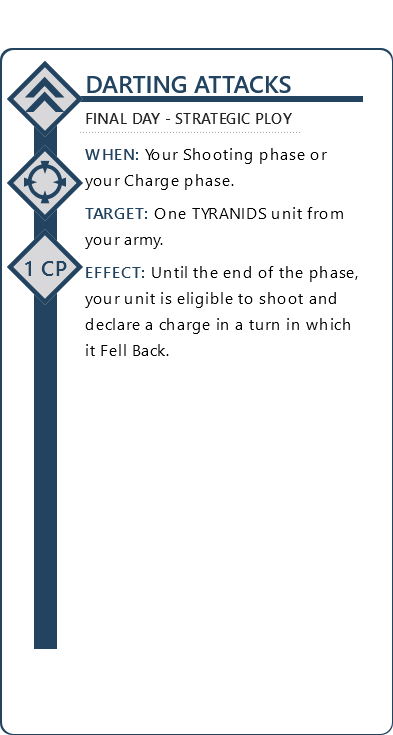 DARTING ATTACKS
FINAL DAY - STRATEGIC PLOY
WHEN: Your Shooting phase or
your Charge phase.
TARGET: One TYRANIDS unit from
your army.
1 CP
EFFECT: Until the end of the phase,
your unit is eligible to shoot and
declare a charge in a turn in which
it Fell Back.